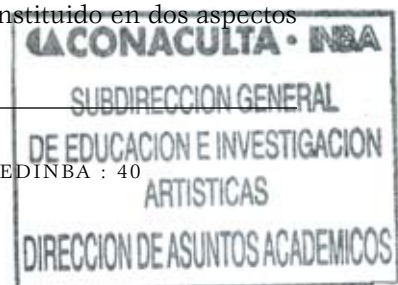 nstituido en dos aspectos
CONACULTA • INBA
SUBDIRECCION GENERAL
DE EDUCACION E INVESTIGACION
EDINBA : 40
ARTISTICAS
DIRECCION DE ASUNTOS ACADEMICOS